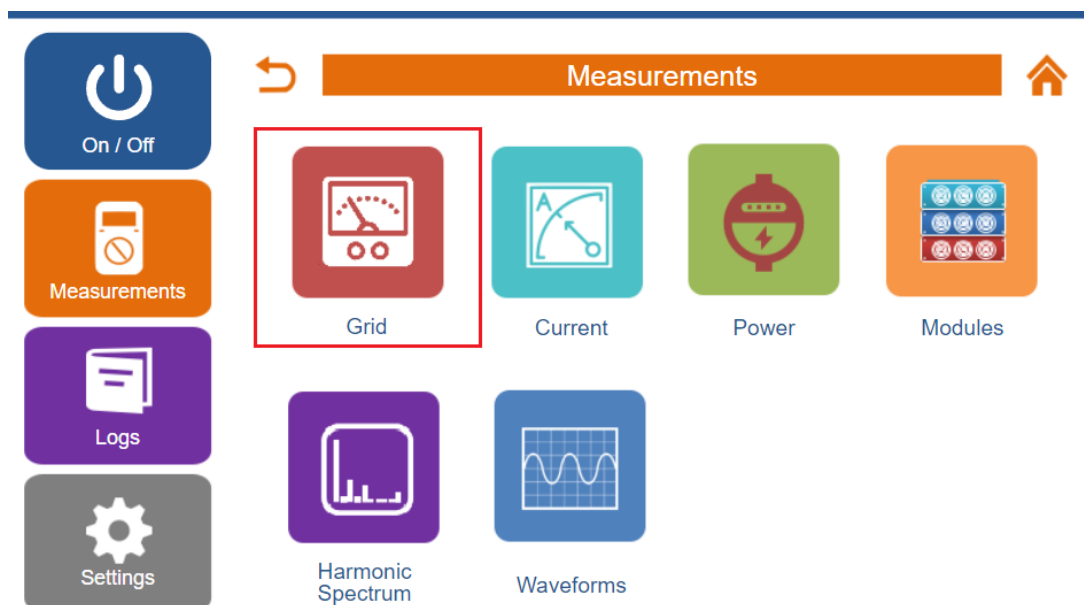 Measurements
On / Off
Measurements
Logs
Settings
A
Grid
Current
Power
Modules
Harmonic
Spectrum
Waveforms